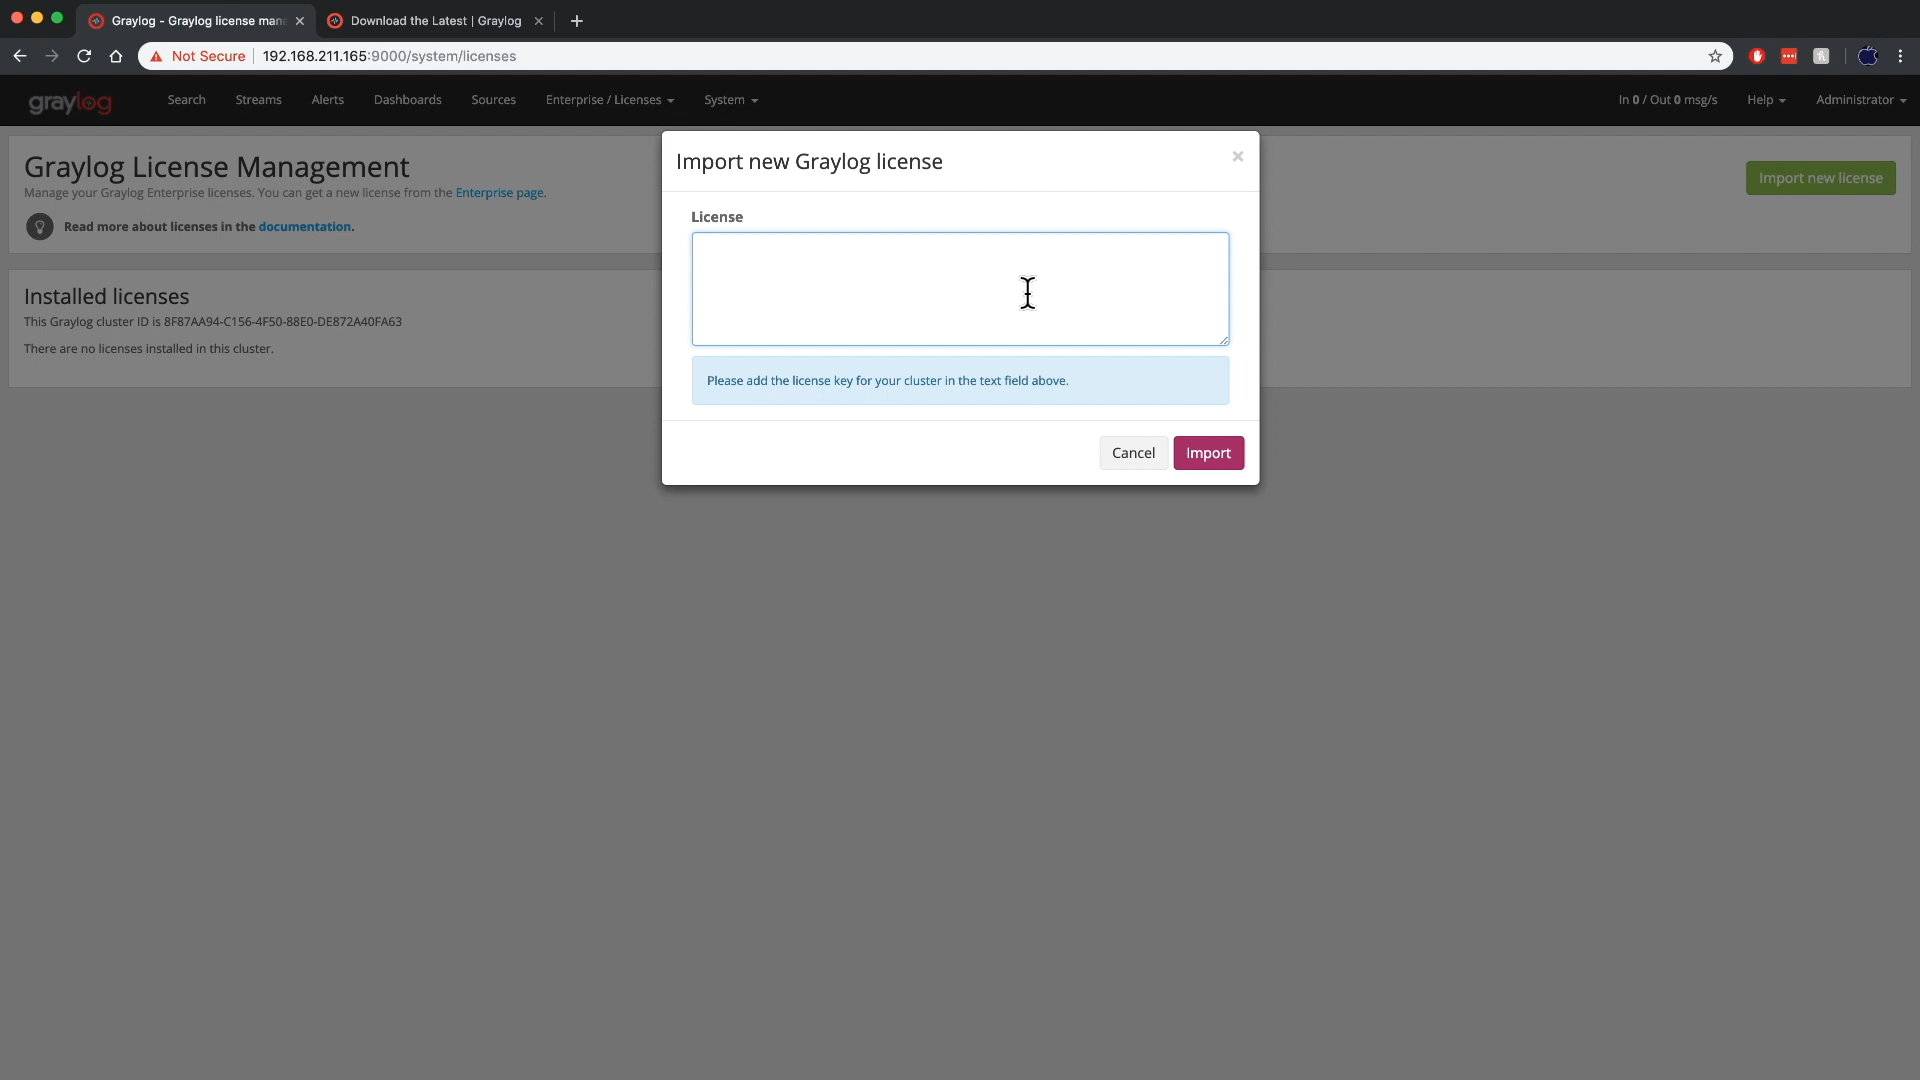 Graylog - Graylog license man
Download the Latest | Graylog
Not Secure
192.168.211.165:9000/system/licenses
graylog
Search
Streams
Alerts
Dashboards
Sources
Enterprise / Licenses
System
In 0 / Out 0 msg/s
Help
Administrator
Import new Graylog license
Graylog License Management
Manage your Graylog Enterprise licenses. You can get a new license from the Enterprise page.
Read more about licenses in the documentation.
Import new license
License
Installed licenses
This Graylog cluster ID is 8F87AA94-C156-4F50-88E0-DE872A40FA63
There are no licenses installed in this cluster.
Please add the license key for your cluster in the text field above.
Cancel
Import